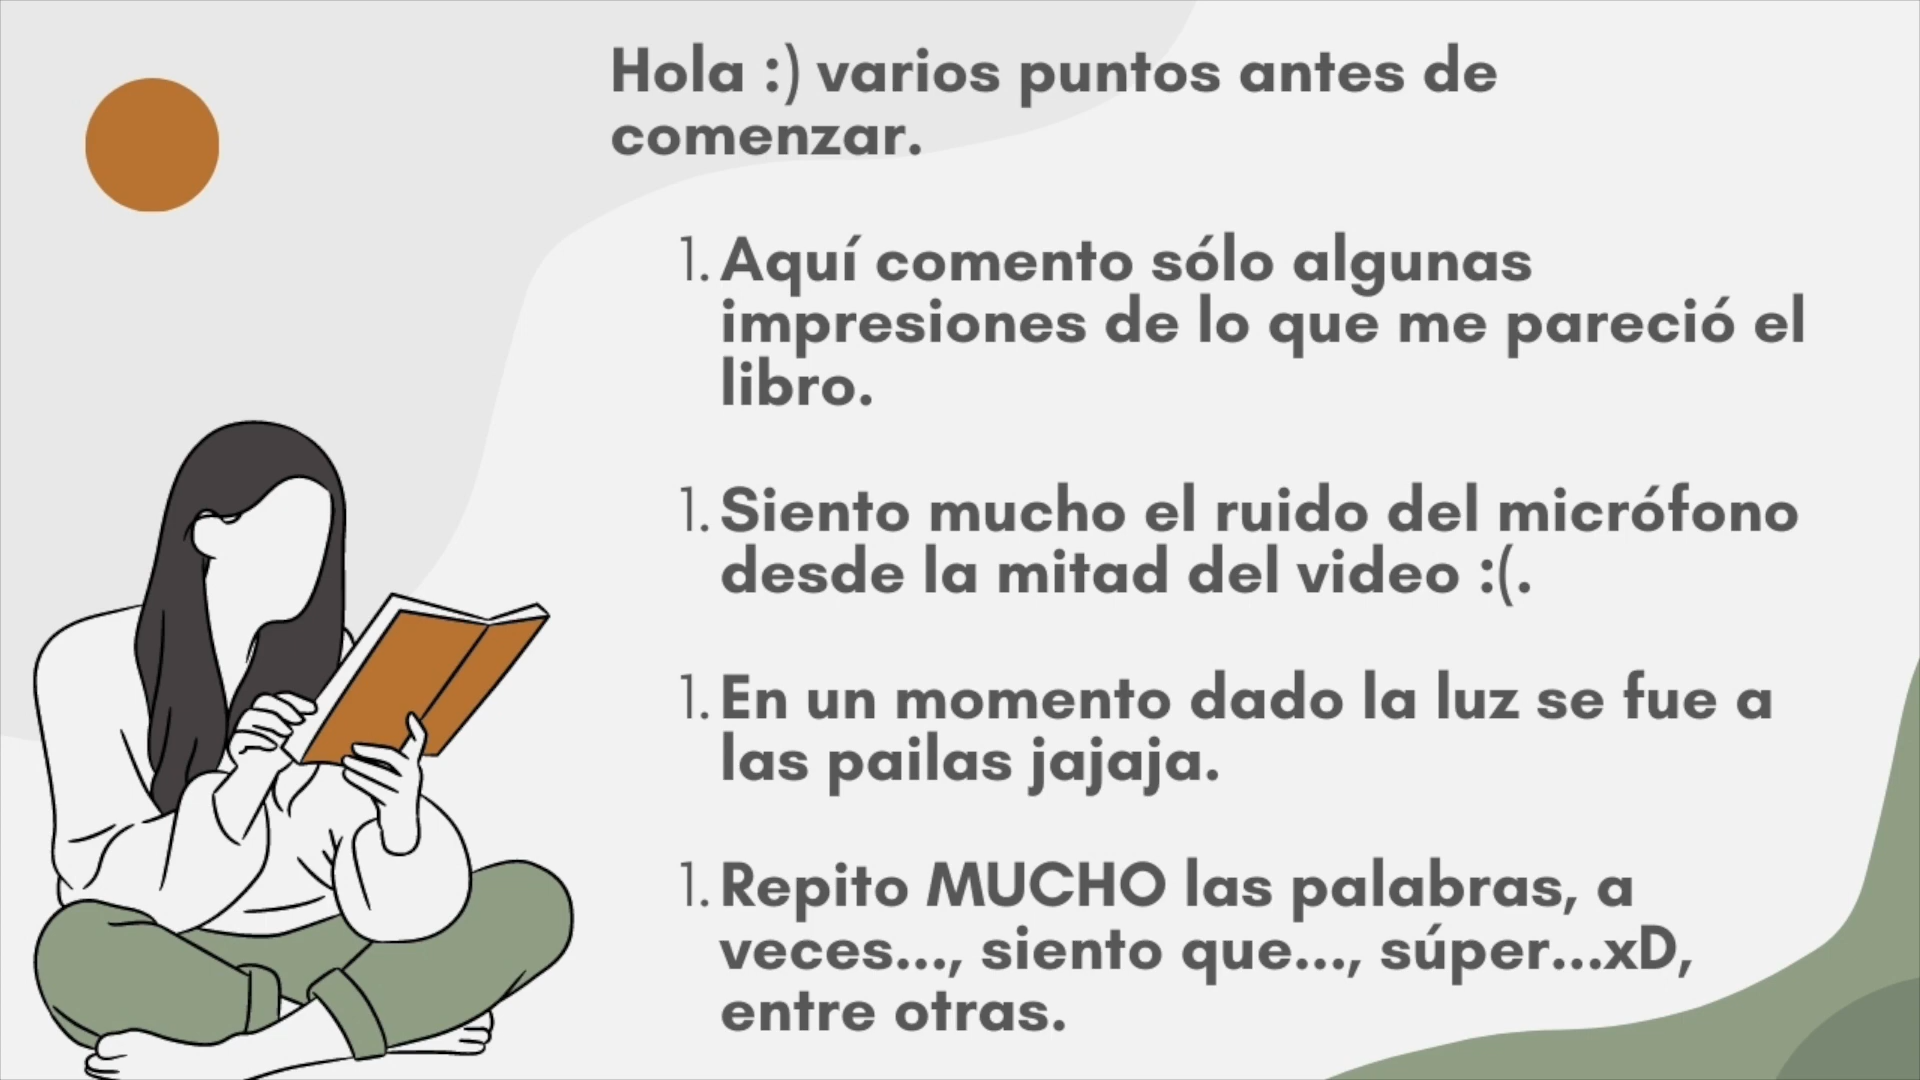 Hola :) varios puntos antes de
comenzar.
1. Aquí comento sólo algunas
impresiones de lo que me pareció el
libro.
1. Siento mucho el ruido del micrófono
desde la mitad del video :(.
1. En un momento dado la luz se fue a
las pailas jajaja.
1. Repito MUCHO las palabras, a
veces..., siento que..., súper...xD,
entre otras.